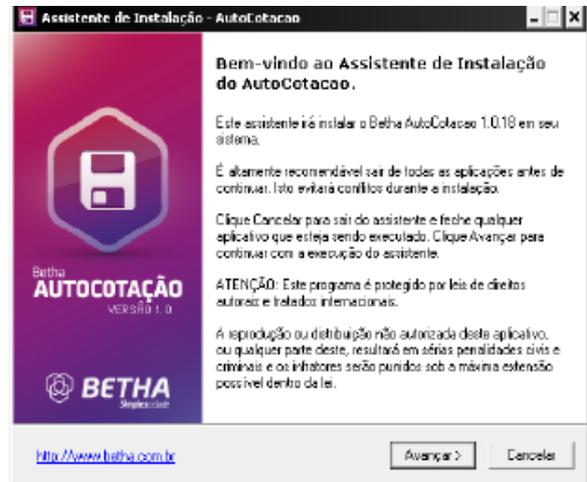 Assistente de Instalação - AutoCotacao
Bem-vindo ao Assistente de Instalação
do AutoCotacao.
Este assistente irá instalar o Betha AutoCotacao 1.0.18 em seu
sistema.
É altamente recomendável sair de todas as aplicações antes de
continuar. Isto evitará conflitos durante a instalação.
Clique Cancelar para sair do assistente e feche qualquer
aplicativo que esteja sendo executado. Clique Avançar para
continuar com a execução do assistente.
ATENÇÃO: Este programa é protegido por leis de direitos
autorais e tratados internacionais.
A reprodução ou distribuição não autorizada deste aplicativo,
ou qualquer parte deste, resultará em sérias penalidades civis e
criminais e os infratores serão punidos sob a máxima extensão
possível dentro da lei.
Betha
AUTOCOTAÇÃO
VERSÃO 1.0
BETHA
Simplescidade
http://www.betha.com.br
Avançar >
Cancelar